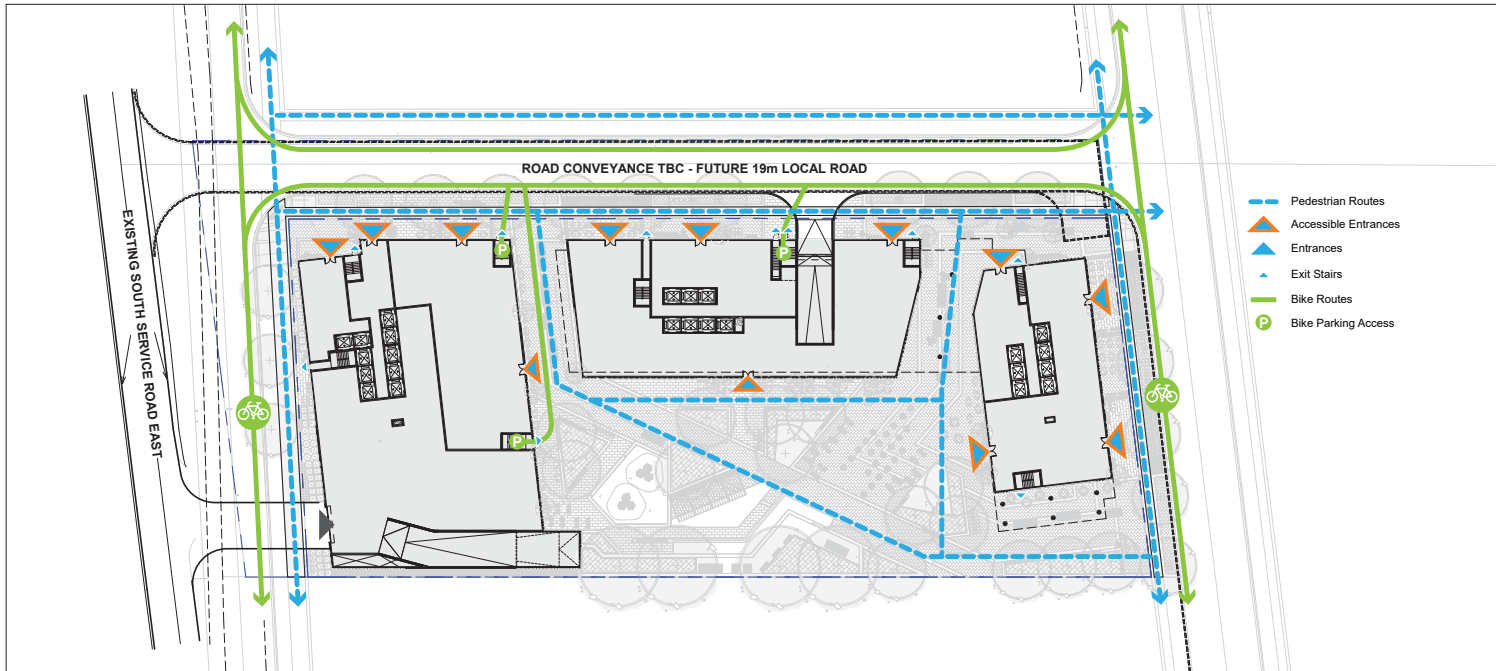 ROAD CONVEYANCE TBC - FUTURE 19m LOCAL ROAD
EXISTING SOUTH SERVICE ROAD EAST
Pedestrian Routes
Accessible Entrances
Entrances
Exit Stairs
Bike Routes
P Bike Parking Access
P
P
P